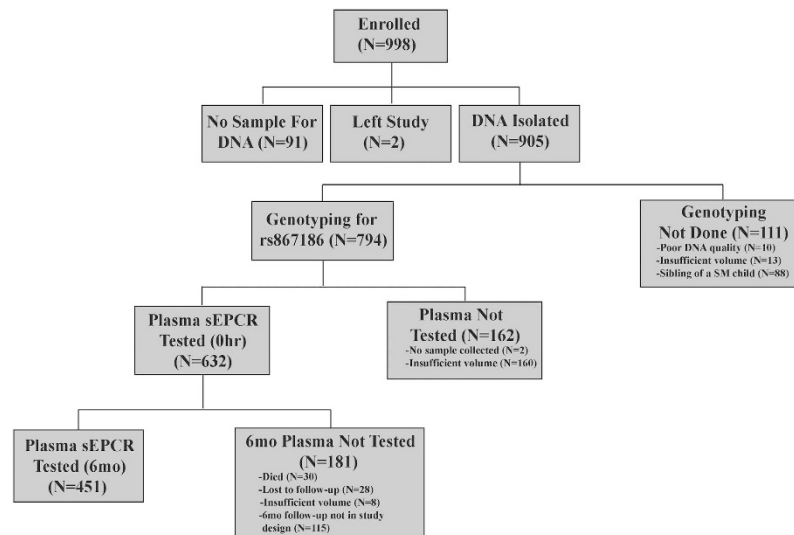 Enrolled
(N=998)
No Sample For
DNA (N=91)
Left Study
(N=2)
DNA Isolated
(N=905)
Genotyping for
rs867186 (N=794)
Genotyping
Not Done (N=111)
-Poor DNA quality (N=10)
-Insufficient volume (N=13)
-Sibling of a SM child (N=88)
Plasma sEPCR
Tested (0hr)
(N=632)
Plasma Not
Tested (N=162)
-No sample collected (N=2)
-Insufficient volume (N=160)
Plasma sEPCR
Tested (6mo)
(N=451)
6mo Plasma Not Tested
(N=181)
-Died (N=30)
-Lost to follow-up (N=28)
-Insufficient volume (N=8)
-6mo follow-up not in study
design (N=115)